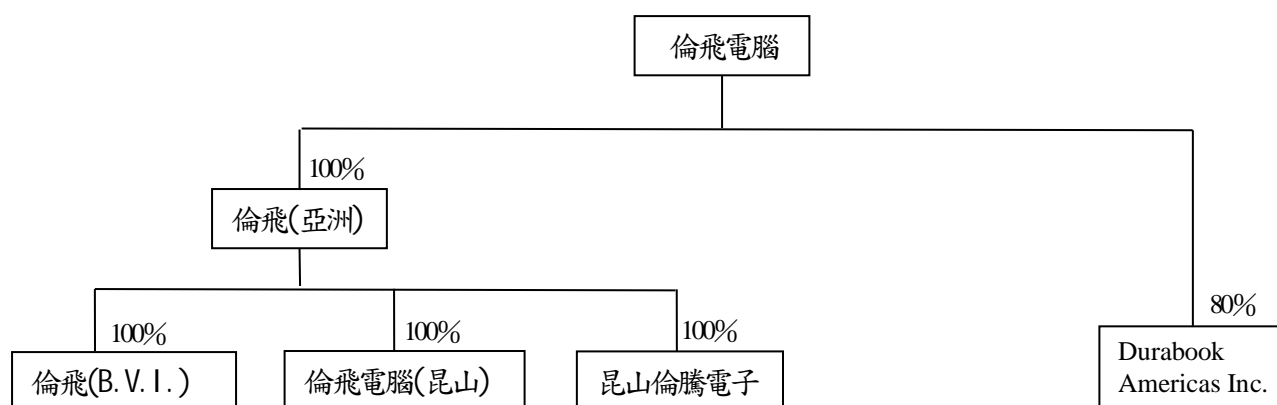 倫飛電腦
100%
倫飛(亞洲)
100%
100%
100%
80%
倫飛(B.V.I.)
倫飛電腦(昆山)
昆山倫騰電子
Durabook
Americas Inc.